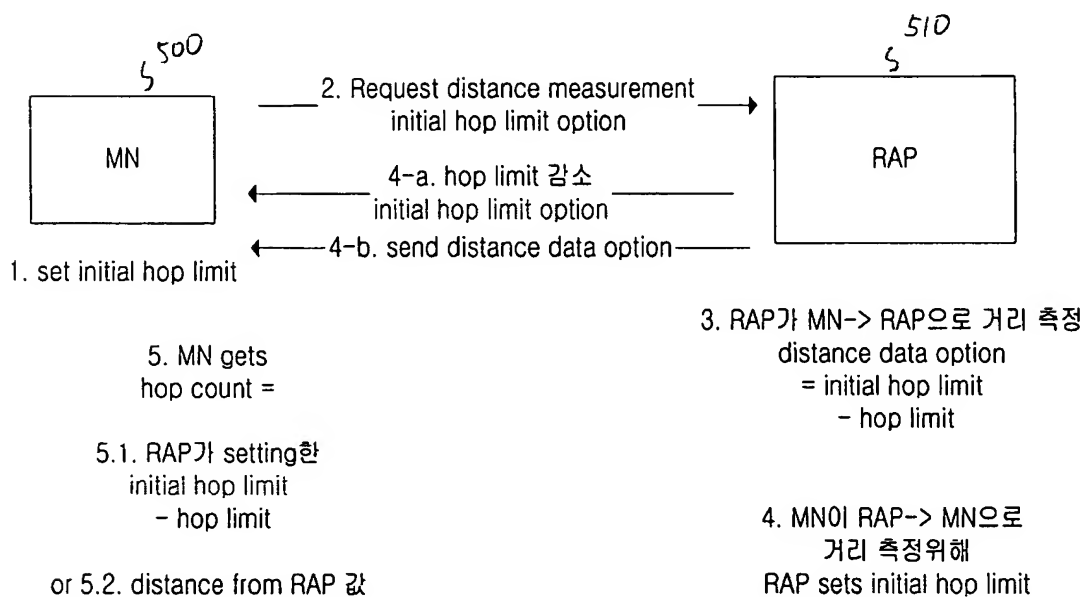 500
510
MN
2. Request distance measurement
initial hop limit option
RAP
4-a. hop limit 감소
initial hop limit option
4-b. send distance data option
1. set initial hop limit
3. RAP가 MN-> RAP으로 거리 측정
distance data option
= initial hop limit
- hop limit
5. MN gets
hop count =
5.1. RAP가 setting한
initial hop limit
- hop limit
4. MN이 RAP-> MN으로
거리 측정위해
RAP sets initial hop limit
or 5.2. distance from RAP 값